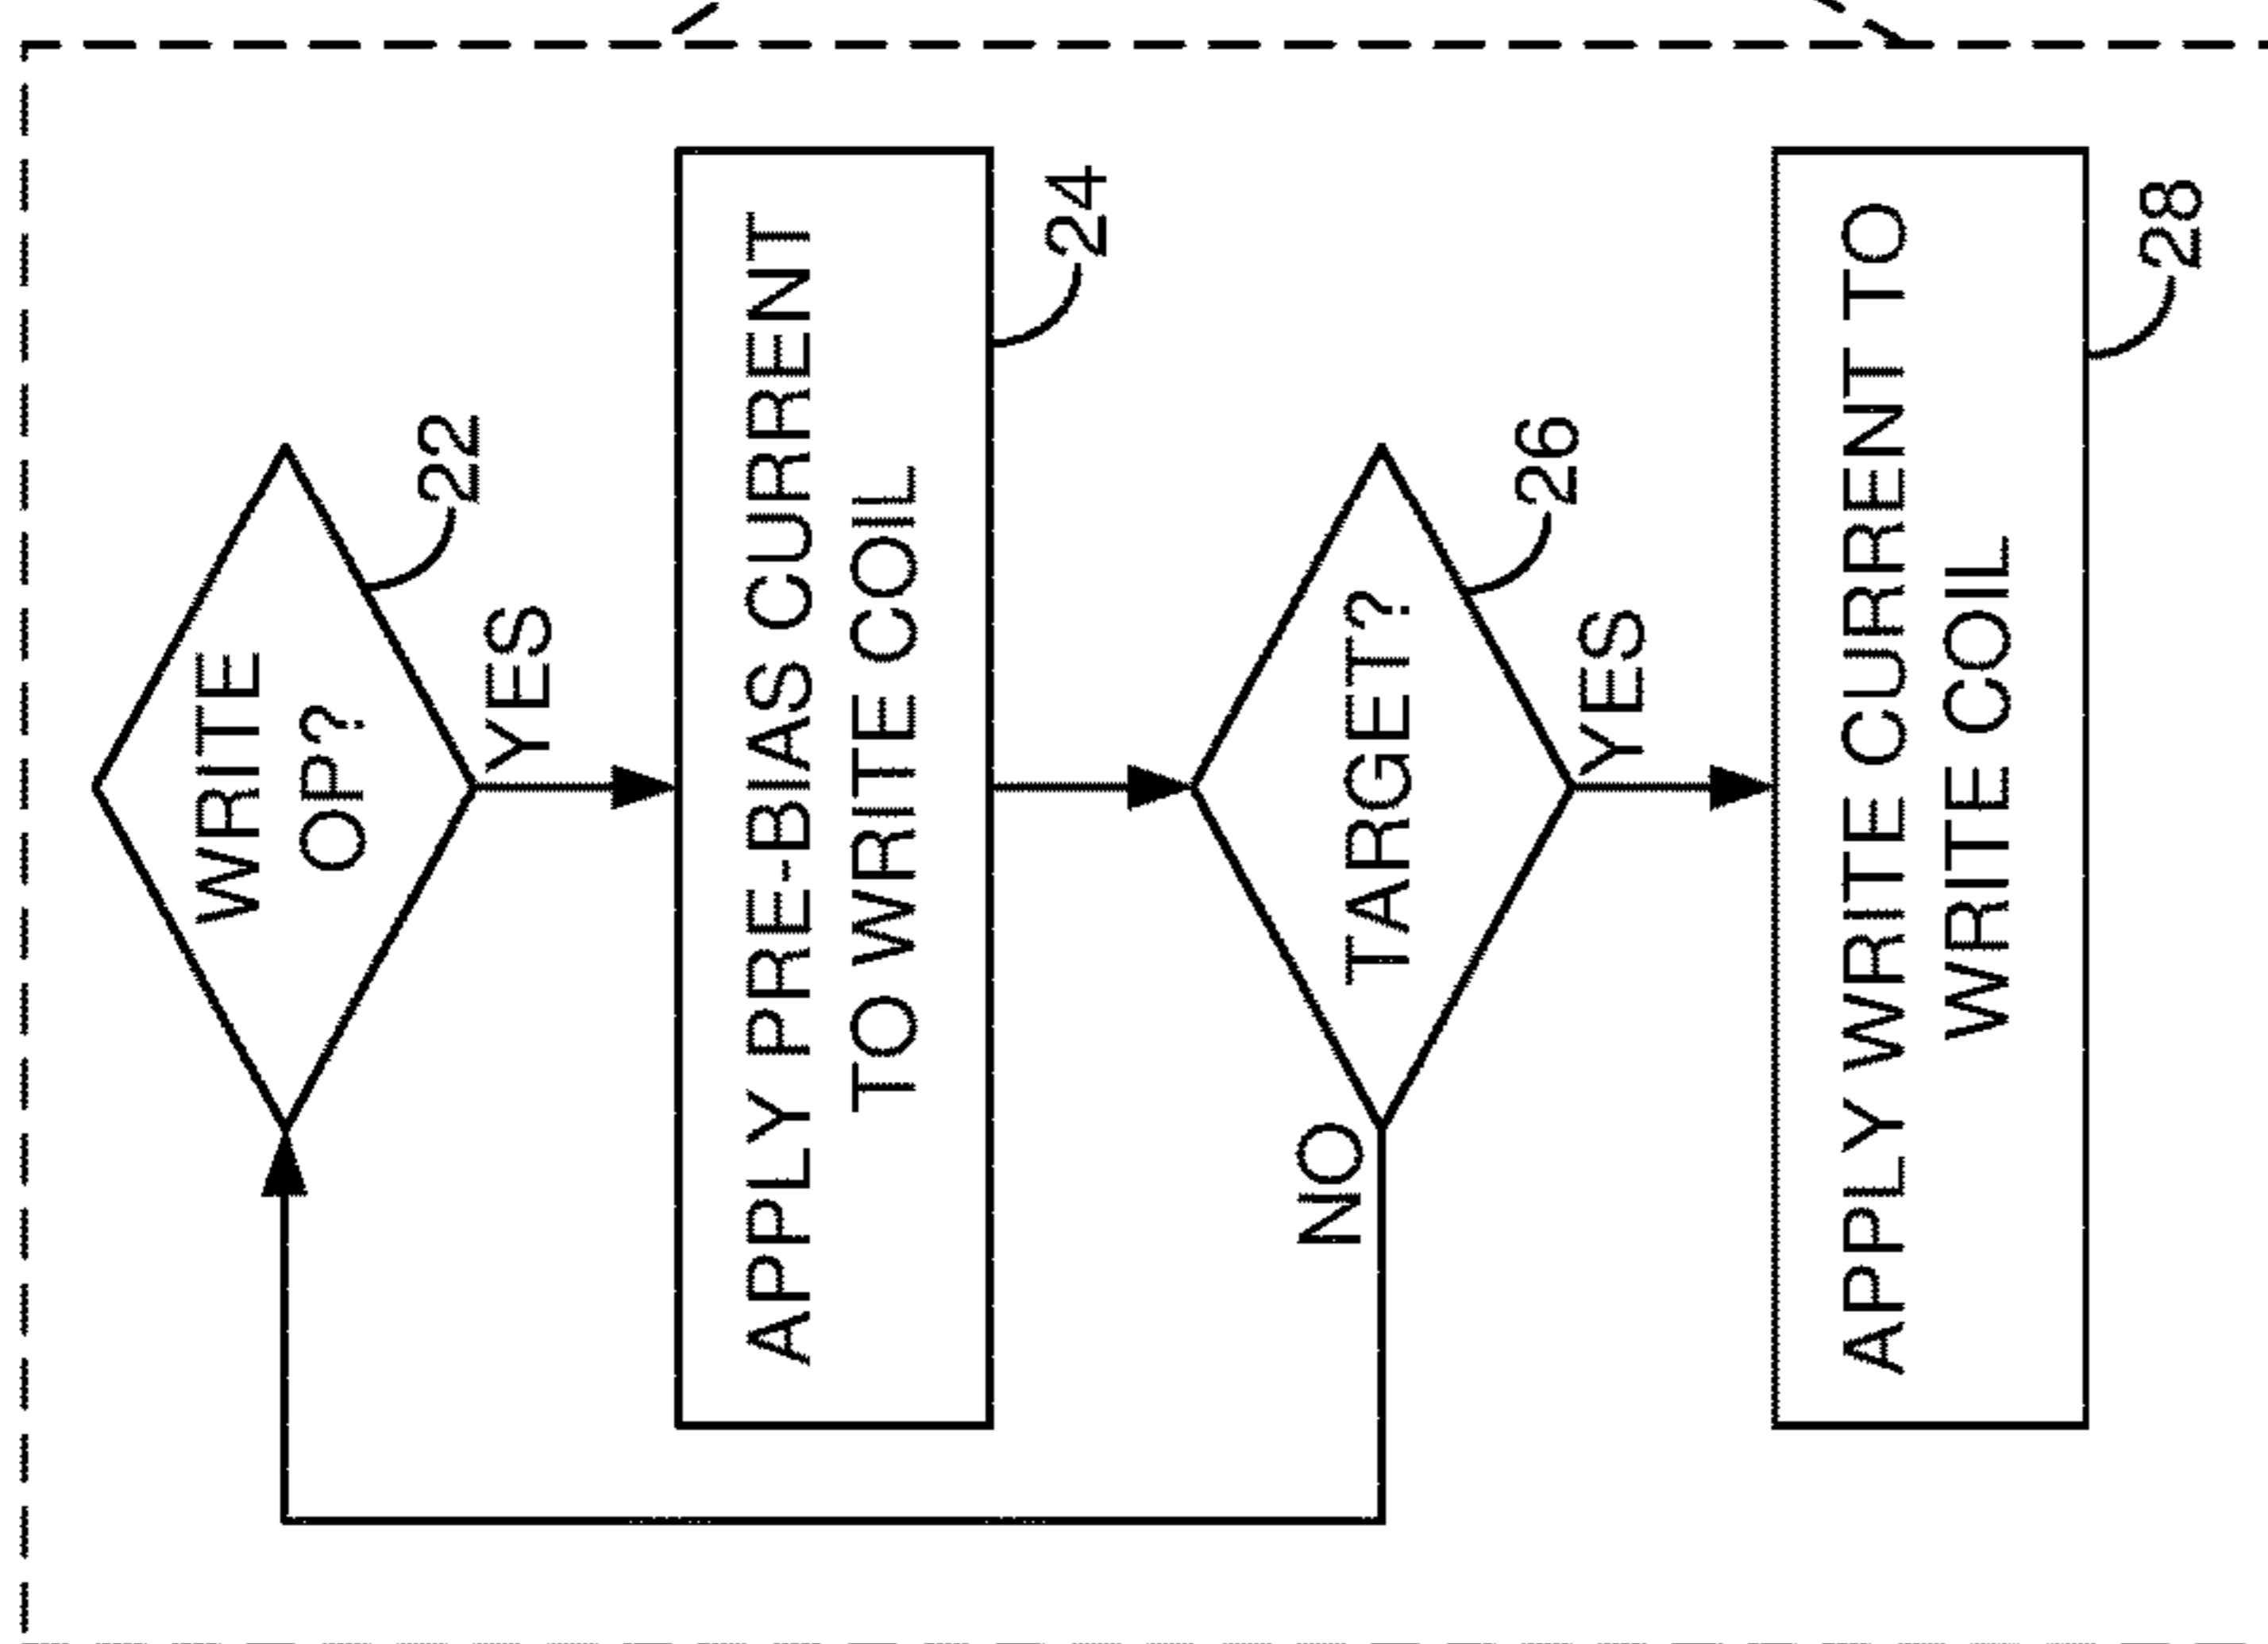 WRITE
OP?
22
YES
APPLY PRE-BIAS CURRENT
TO WRITE COIL
24
TARGET?
26
NO
YES
APPLY WRITE CURRENT TO
WRITE COIL
28